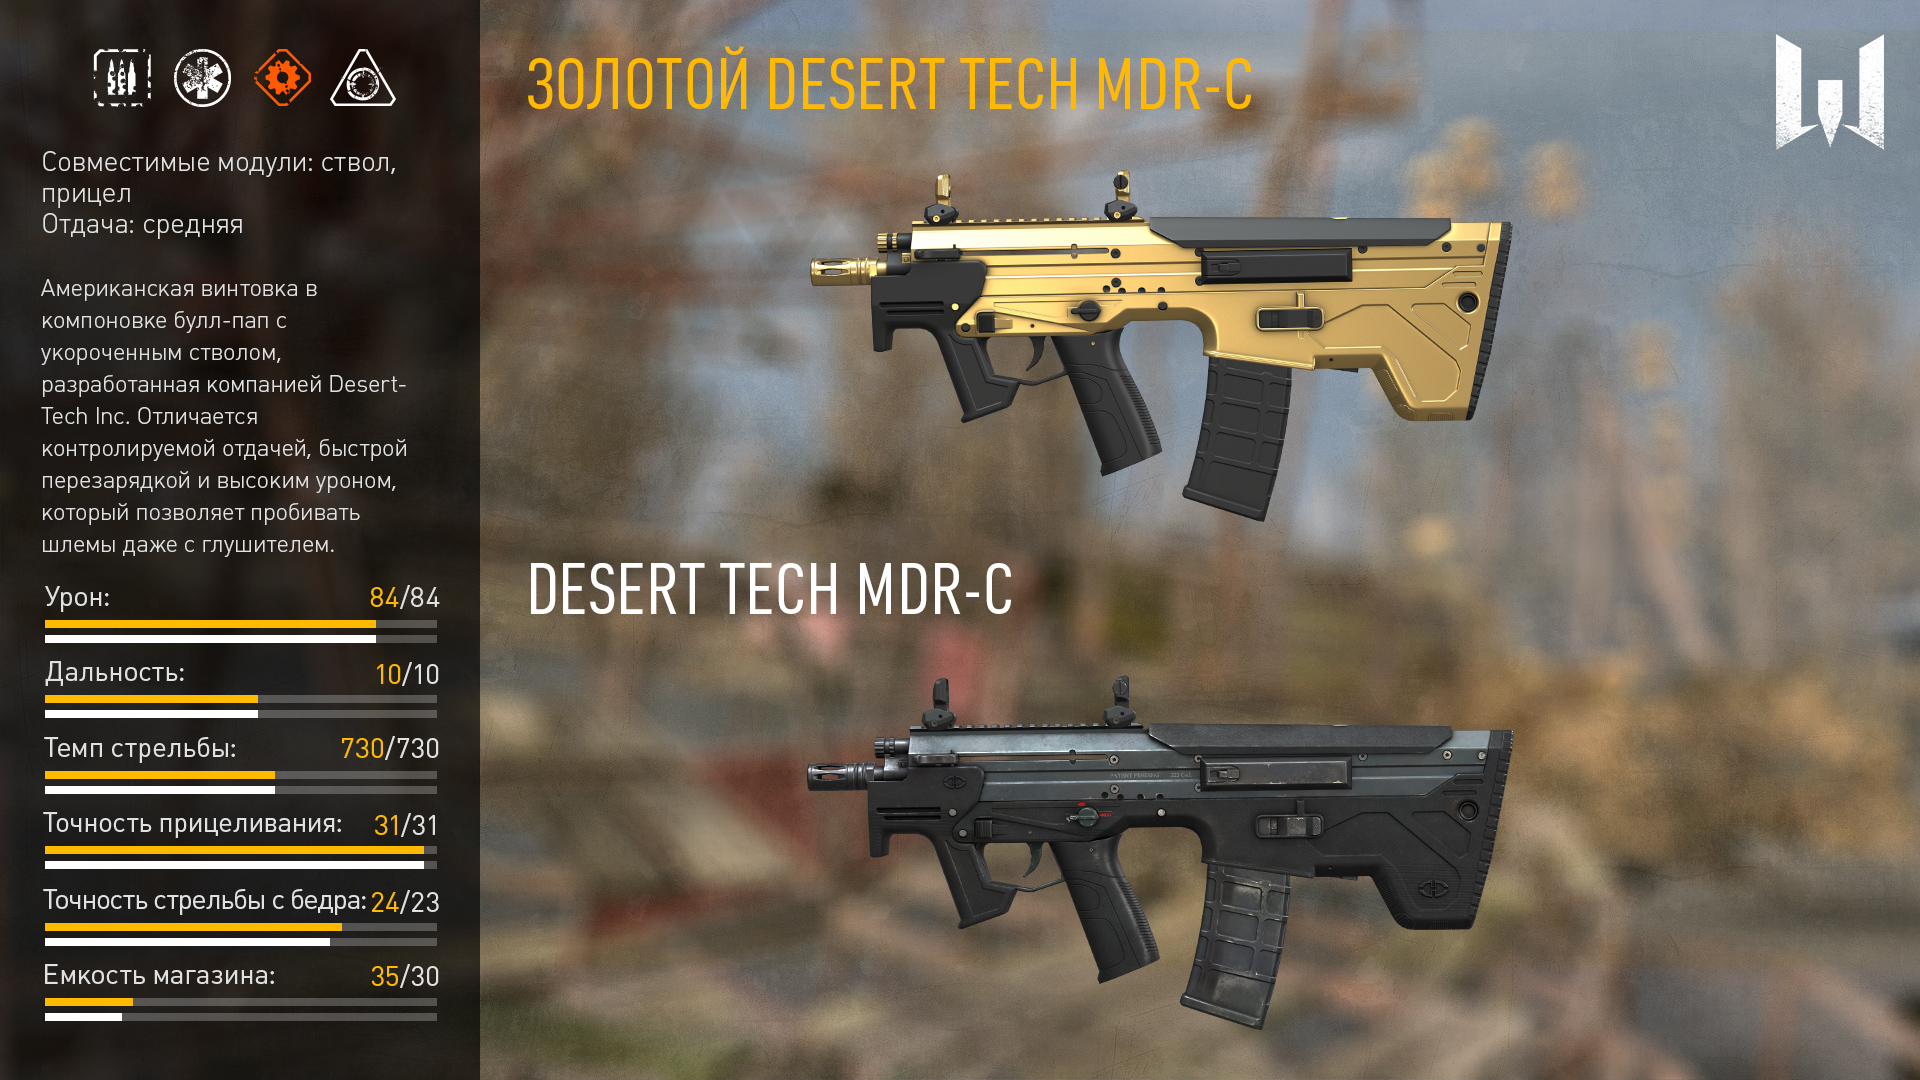 Совместимые модули: ствол,
прицел
Отдача: средняя
Американская винтовка в
компоновке булл-пап с
укороченным стволом,
разработанная компанией Desert-
Tech Inc. Отличается
контролируемой отдачей, быстрой
перезарядкой и высоким уроном,
который позволяет пробивать
шлемы даже с глушителем.
Урон: 84/84
Дальность: 10/10
Темп стрельбы: 730/730
Точность прицеливания: 31/31
Точность стрельбы с бедра: 24/23
Емкость магазина: 35/30
ЗОЛОТОЙ DESERT TECH MDR-C
DESERT TECH MDR-C